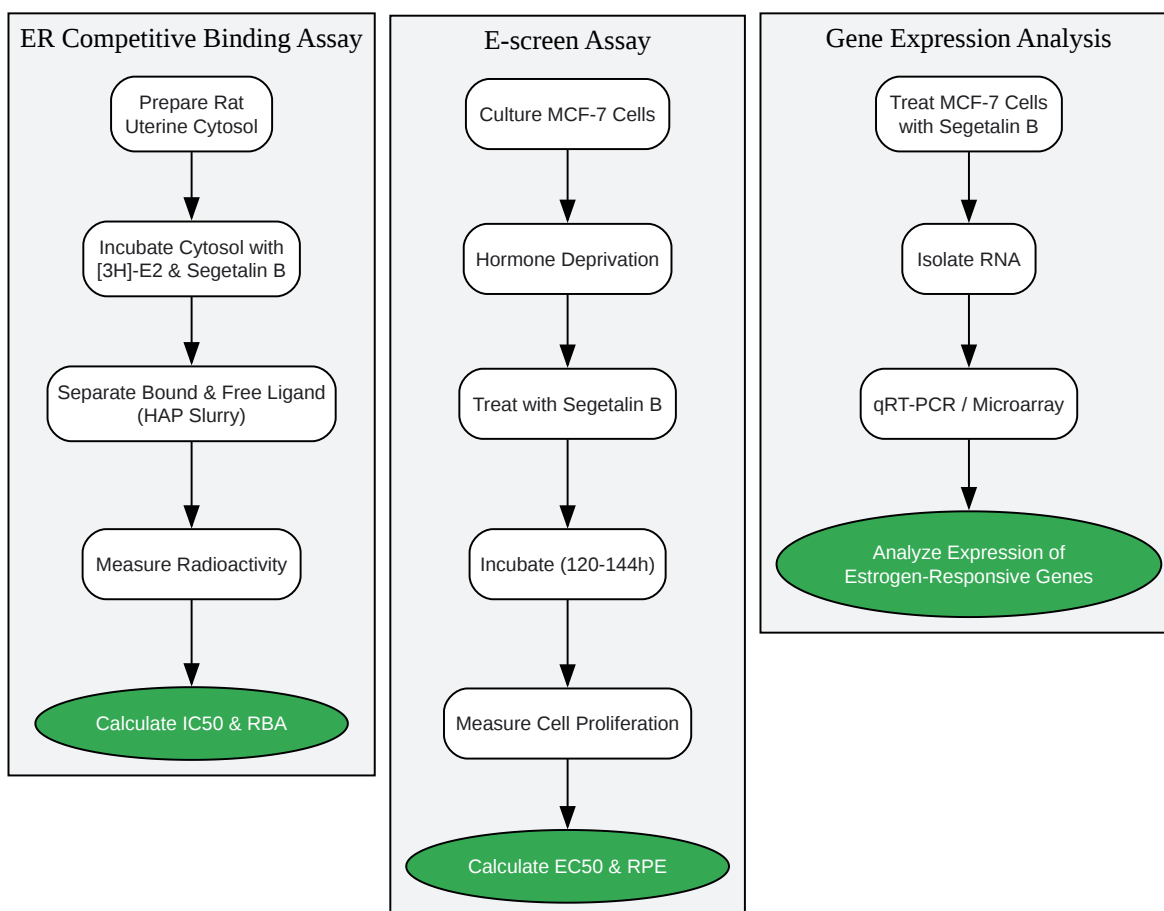 ER Competitive Binding Assay
Prepare Rat
Uterine Cytosol
Incubate Cytosol with
[3H]-E2 & Segetalin B
Separate Bound & Free Ligand
(HAP Slurry)
Measure Radioactivity
Calculate IC50 & RBA
E-screen Assay
Culture MCF-7 Cells
Hormone Deprivation
Treat with Segetalin B
Incubate (120-144h)
Measure Cell Proliferation
Calculate EC50 & RPE
Gene Expression Analysis
Treat MCF-7 Cells
with Segetalin B
Isolate RNA
qRT-PCR / Microarray
Analyze Expression of
Estrogen-Responsive Genes